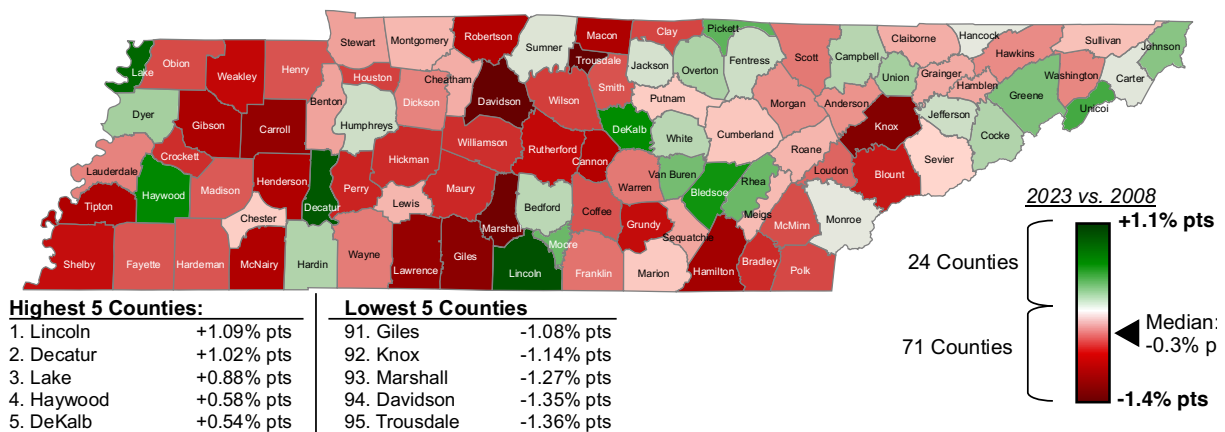 Stewart
Montgomery
Robertson
Sumner
Macon
Clay
Pickett
Trousdale
Scott
Claiborne
Hancock
Hawkins
Sullivan
Johnson
Lake
Obion
Weakley
Henry
Houston
Cheatham
Jackson
Overton
Fentress
Campbell
Union
Grainger
Hamblen
Washington
Carter
Unicoi
Greene
Dyer
Gibson
Carroll
Benton
Humphreys
Dickson
Davidson
Wilson
Smith
Putnam
Morgan
Anderson
Knox
Jefferson
Cocke
Lauderdale
Crockett
Haywood
Madison
Henderson
Decatur
Perry
Hickman
Williamson
Rutherford
Cannon
DeKalb
White
Cumberland
Roane
Loudon
Blount
Sevier
Tipton
Chester
Lewis
Maury
Marshall
Bedford
Coffee
Warren
Van Buren
Bledsoe
Rhea
Meigs
McMinn
Monroe
Shelby
Fayette
Hardeman
McNairy
Hardin
Wayne
Lawrence
Giles
Lincoln
Moore
Franklin
Grundy
Sequatchie
Marion
Hamilton
Bradley
Polk
2023 vs. 2008
+1.1% pts
24 Counties
71 Counties
Median:
-0.3% p
-1.4% pts
Highest 5 Counties:
1. Lincoln +1.09% pts
2. Decatur +1.02% pts
3. Lake +0.88% pts
4. Haywood +0.58% pts
5. DeKalb +0.54% pts
Lowest 5 Counties
91. Giles -1.08% pts
92. Knox -1.14% pts
93. Marshall -1.27% pts
94. Davidson -1.35% pts
95. Trousdale -1.36% pts